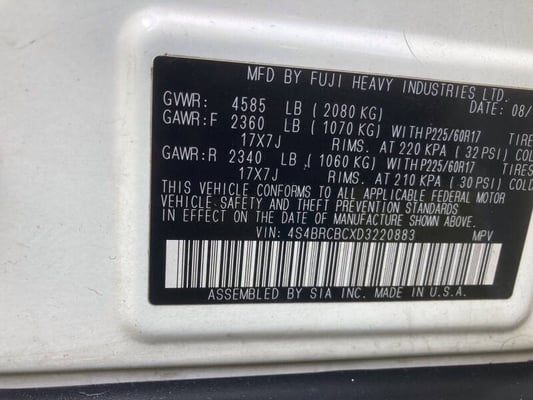 MFD BY FUJI HEAVY INDUSTRIES LTD.
DATE: 08/
GVWR: 4585 LB (2080 KG)
GAWR:F 2360 LB (1070 KG) WITH P225/60R17 TIRE
17X7J RIMS. AT 220 KPA (32 PSI) COL
GAWR:R 2340 LB (1060 KG) WITH P225/60R17 TIRES
17X7J RIMS. AT 210 KPA (30 PSI) COLD
THIS VEHICLE CONFORMS TO ALL APPLICABLE FEDERAL MOTOR
VEHICLE SAFETY AND THEFT PREVENTION STANDARDS
IN EFFECT ON THE DATE OF MANUFACTURE SHOWN ABOVE.
VIN: 4S4BRCBCXD3220883 MPV
ASSEMBLED BY SIA INC. MADE IN U.S.A.